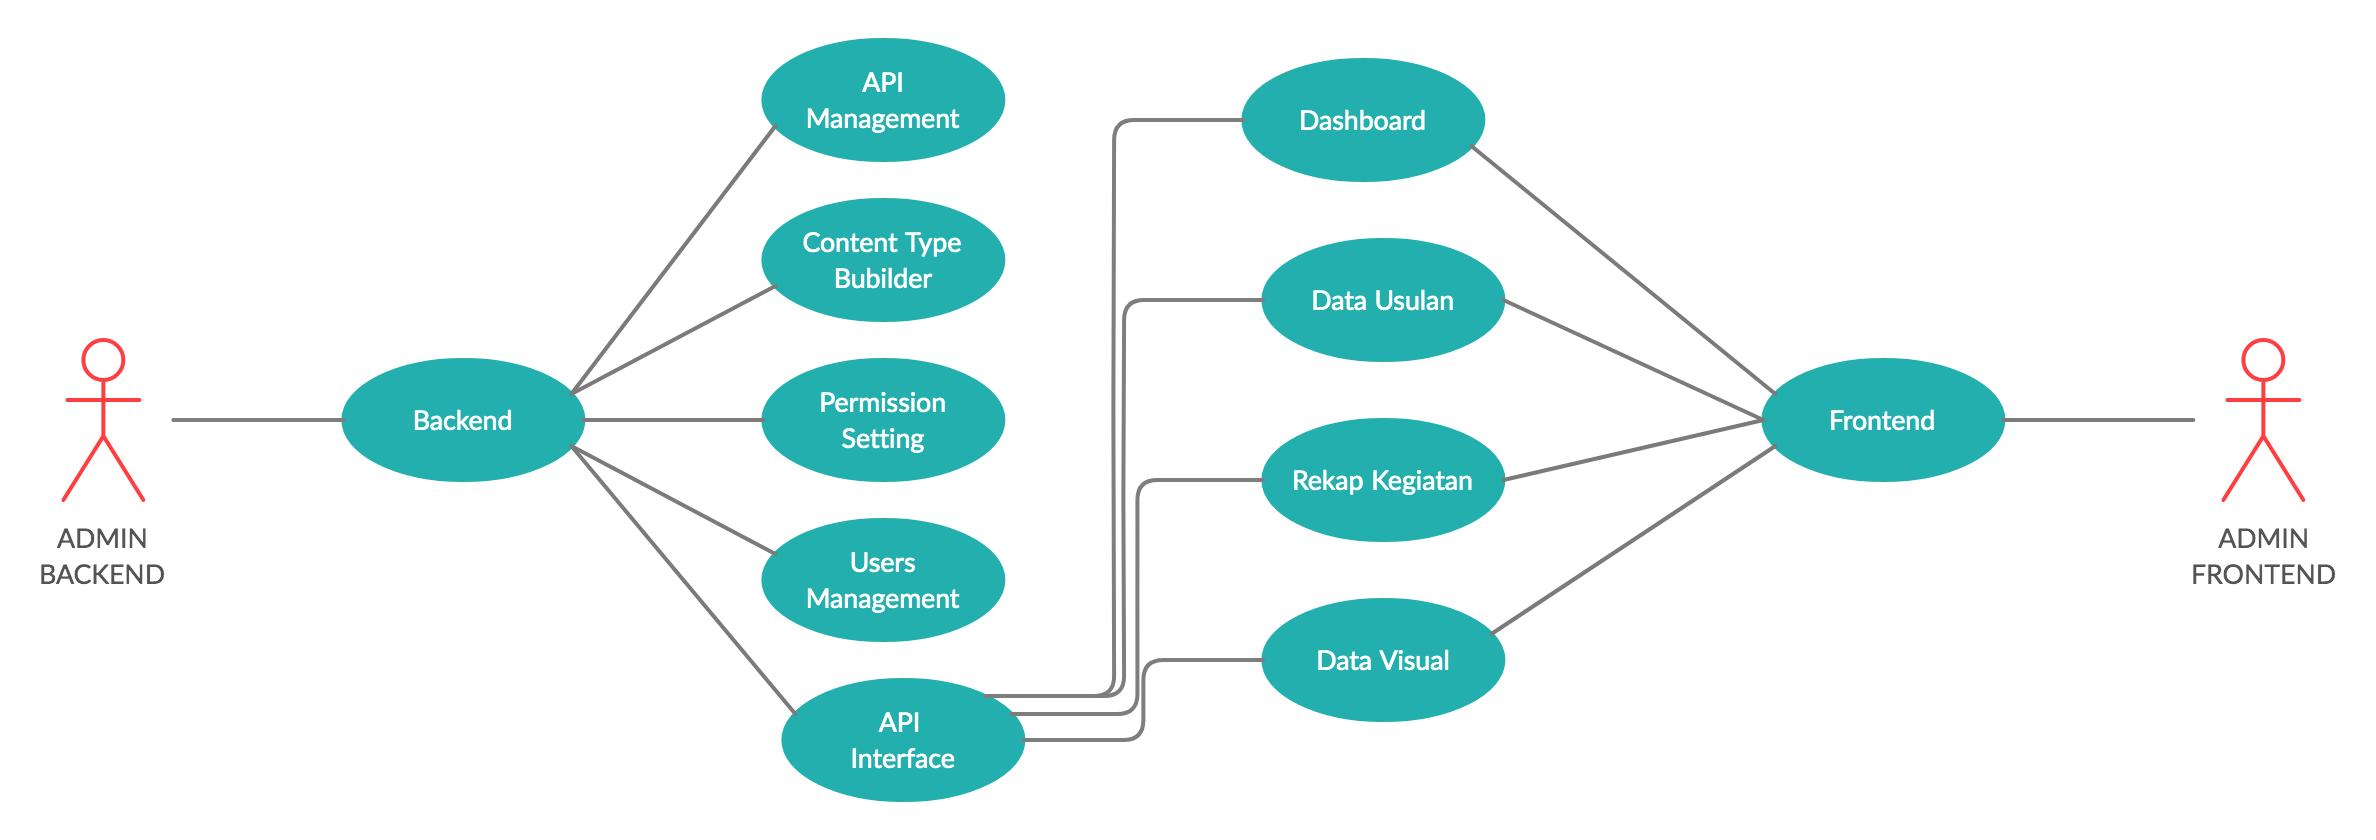 API
Management
Content Type
Bubilder
Permission
Setting
Users
Management
API
Interface
Backend
ADMIN
BACKEND
Dashboard
Data Usulan
Rekap Kegiatan
Data Visual
Frontend
ADMIN
FRONTEND